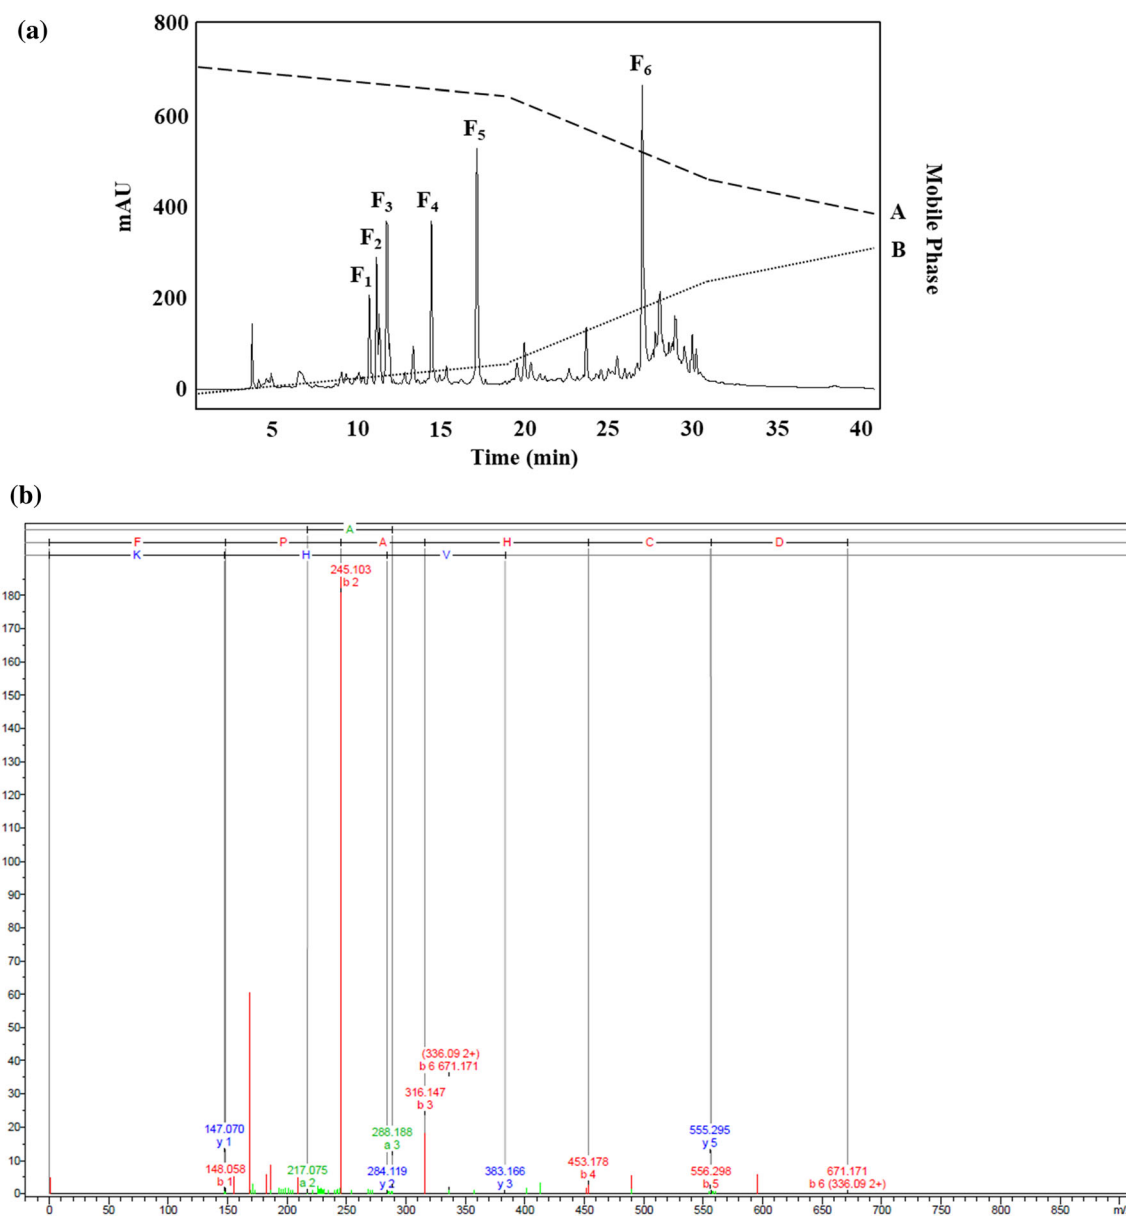 (a)
800
600
400
200
0
mAU
F1
F2
F3
F4
F5
F6
A
B
Mobile Phase
5 10 15 20 25 30 35 40
Time (min)
(b)
A
F P A H C D
K H V
245.103
b 2
180
170
160
150
140
130
120
110
100
90
80
70
60
50
40
30
20
10
0
(336.09 2+)
b 6 671.171
316.147
b 3
147.070
y 1
288.188
a 3
555.295
y 5
148.058
b 1
217.075
a 2
284.119
y 2
383.166
y 3
453.178
b 4
556.298
b 5
671.171
b 6 (336.09 2+)
0 50 100 150 200 250 300 350 400 450 500 550 600 650 700 750 800 850 m/